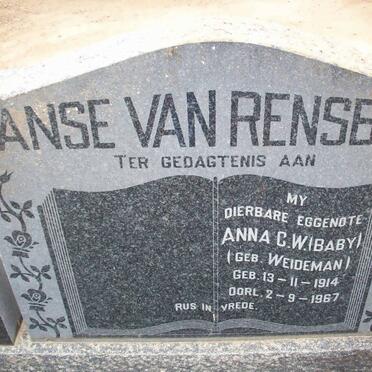 ANSE VAN RENSB
TER GEDAGTENIS AAN
MY
DIERBARE EGGENOTE
ANNA C.W.(BABY)
(GEB. WEIDEMAN)
GEB. 13-11-1914
OORL. 2-9-1967
RUS IN VREDE.